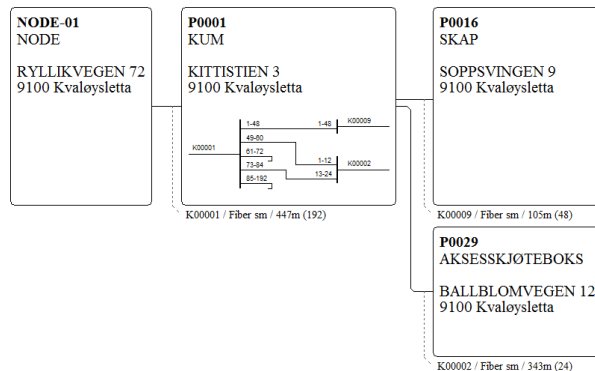 NODE-01
NODE
RYLLIKVEGEN 72
9100 Kvaløysletta
P0001
KUM
KITTISTIEN 3
9100 Kvaløysletta
K00001
1-48
49-60
61-72
73-84
85-192
1-48
K00009
1-12
K00002
13-24
K00001 / Fiber sm / 447m (192)
P0016
SKAP
SOPPSVINGEN 9
9100 Kvaløysletta
K00009 / Fiber sm / 105m (48)
P0029
AKSESSKJØTEBOKS
BALLBLOMVEGEN 12
9100 Kvaløysletta
K00002 / Fiber sm / 343m (24)